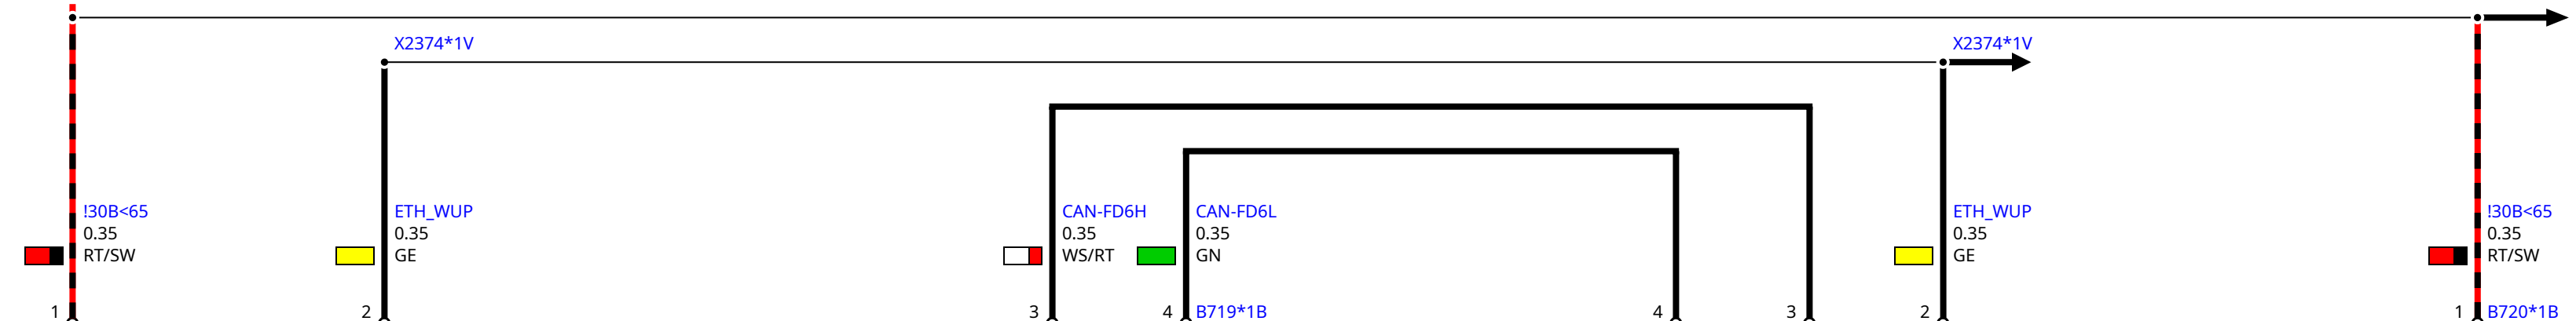 X2374*1V
X2374*1V
!30B<65
0.35
RT/SW
1
ETH_WUP
0.35
GE
2
CAN-FD6H
0.35
WS/RT
3
CAN-FD6L
0.35
GN
4
B719*1B
4
3
ETH_WUP
0.35
GE
2
!30B<65
0.35
RT/SW
1
B720*1B